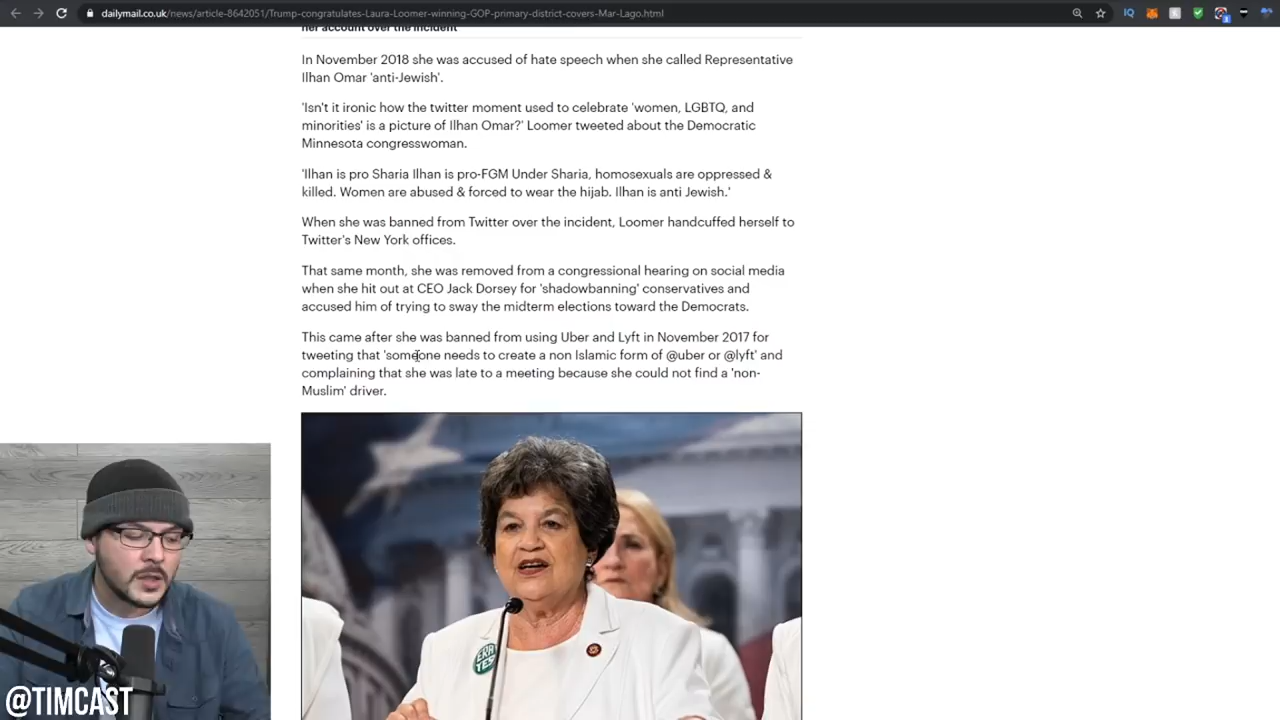 dailymail.co.uk/news/article-8642051/Trump-congratulates-Laura-Loomer-winning-GOP-primary-district-covers-Mar-Lago.html
her account over the incident
In November 2018 she was accused of hate speech when she called Representative
Ilhan Omar 'anti-Jewish'.
'Isn't it ironic how the twitter moment used to celebrate 'women, LGBTQ, and
minorities' is a picture of Ilhan Omar?' Loomer tweeted about the Democratic
Minnesota congresswoman.
'Ilhan is pro Sharia Ilhan is pro-FGM Under Sharia, homosexuals are oppressed &
killed. Women are abused & forced to wear the hijab. Ilhan is anti Jewish.'
When she was banned from Twitter over the incident, Loomer handcuffed herself to
Twitter's New York offices.
That same month, she was removed from a congressional hearing on social media
when she hit out at CEO Jack Dorsey for 'shadowbanning' conservatives and
accused him of trying to sway the midterm elections toward the Democrats.
This came after she was banned from using Uber and Lyft in November 2017 for
tweeting that 'someone needs to create a non Islamic form of @uber or @lyft' and
complaining that she was late to a meeting because she could not find a 'non-
Muslim' driver.
ERA
YES
@TIMCAST